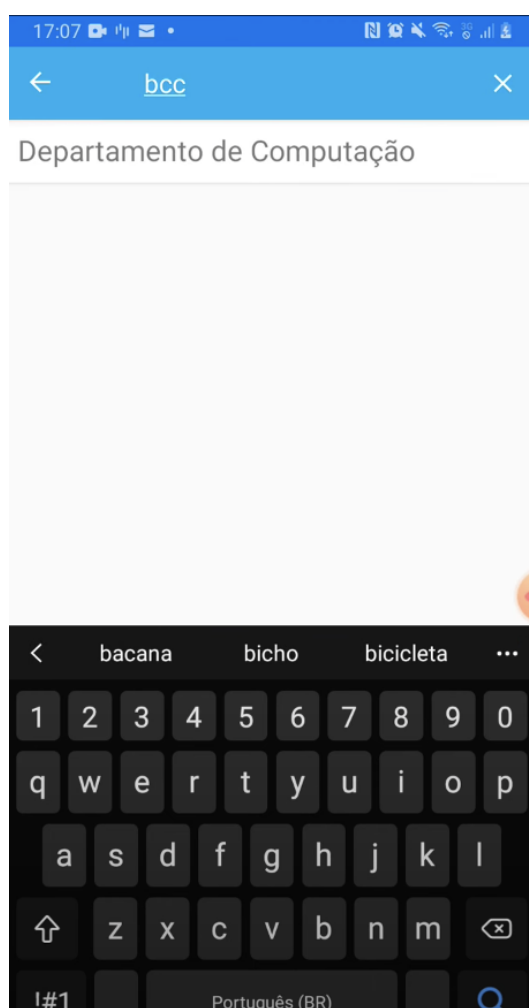 17:07
3G
bcc
Departamento de Computação
bacana bicho bicicleta
1 2 3 4 5 6 7 8 9 0
q w e r t y u i o p
a s d f g h j k l
z x c v b n m
!#1 Português (BR)